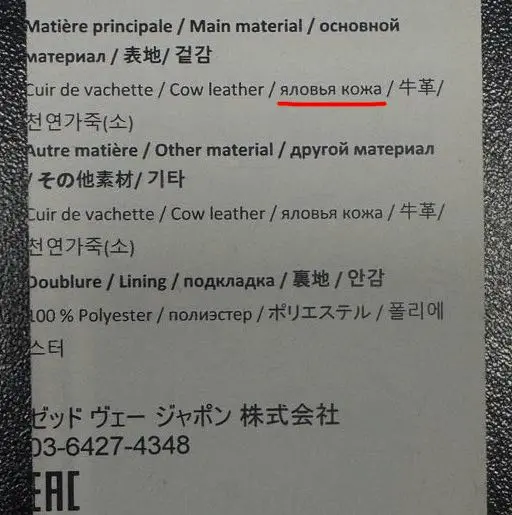 Matière principale / Main material / основной
материал / 表地/ 겉감
Cuir de vachette / Cow leather / яловья кожа / 牛革/
천연가죽(소)
Autre matière / Other material / другой материал
/ その他素材/ 기타
Cuir de vachette / Cow leather / яловья кожа / 牛革/
천연가죽(소)
Doublure / Lining / подкладка / 裏地 / 안감
100 % Polyester / полиэстер / ポリエステル / 폴리에
스터
ゼッド ヴェー ジャポン 株式会社
03-6427-4348
EAC